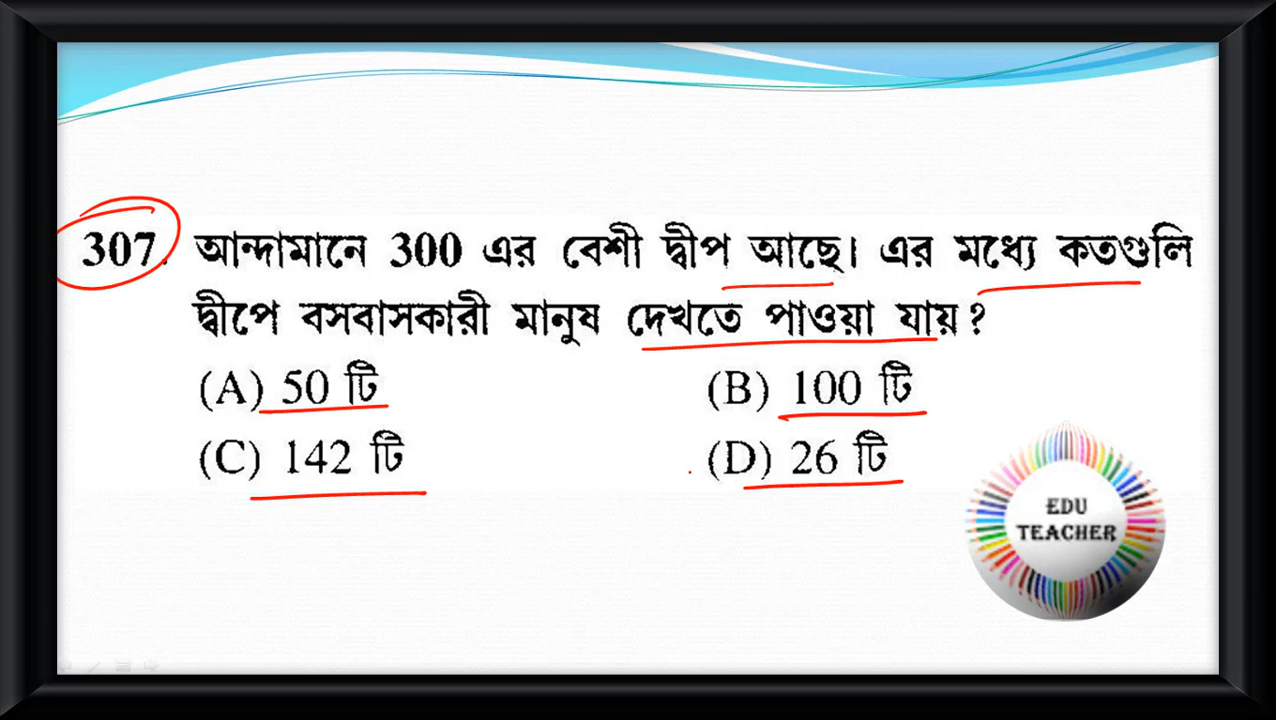 307. আন্দামানে 300 এর বেশী দ্বীপ আছে। এর মধ্যে কতগুলি
দ্বীপে বসবাসকারী মানুষ দেখতে পাওয়া যায়?
(A) 50 টি (B) 100 টি
(C) 142 টি (D) 26 টি
EDU
TEACHER